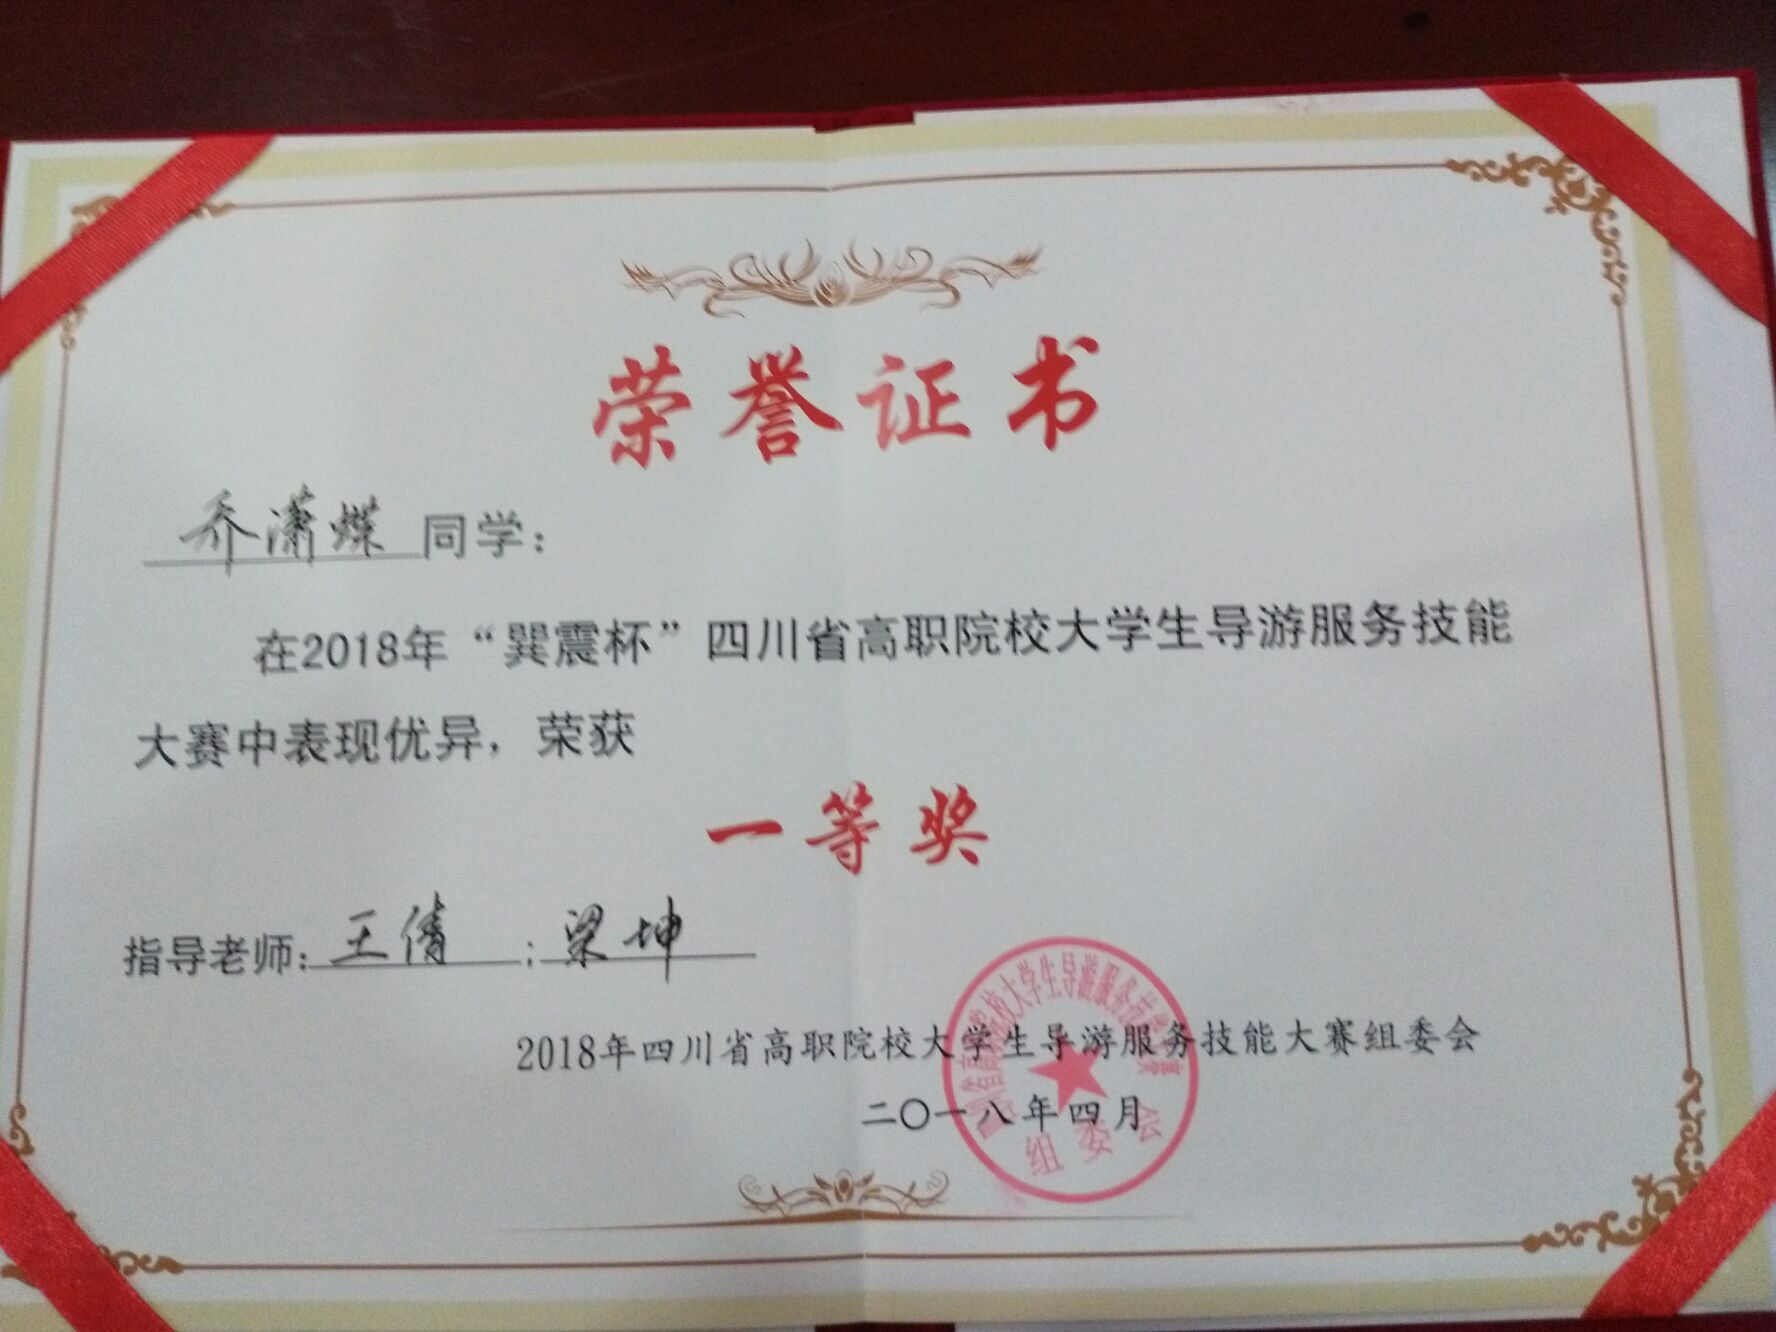 荣誉证书
乔潇蝶同学：
在2018年“巽震杯”四川省高职院校大学生导游服务技能
大赛中表现优异，荣获
一等奖
指导老师：王倩；梁坤
2018年四川省高职院校大学生导游服务技能大赛组委会
二〇一八年四月
组委会